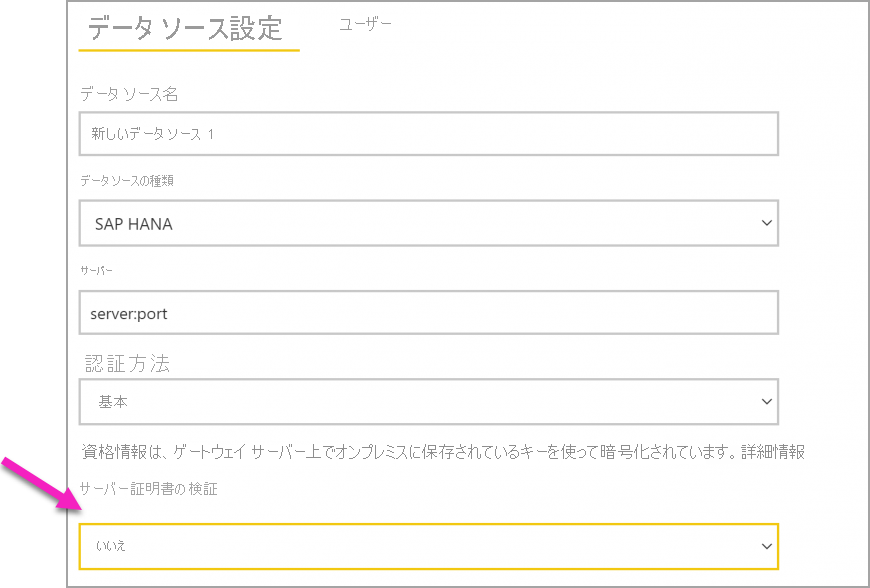 データ ソース設定 ユーザー
データ ソース名
新しいデータ ソース 1
データ ソースの種類
SAP HANA
サーバー
server:port
認証方法
基本
資格情報は、ゲートウェイ サーバー上でオンプレミスに保存されているキーを使って暗号化されています。詳細情報
サーバー証明書の検証
いいえ